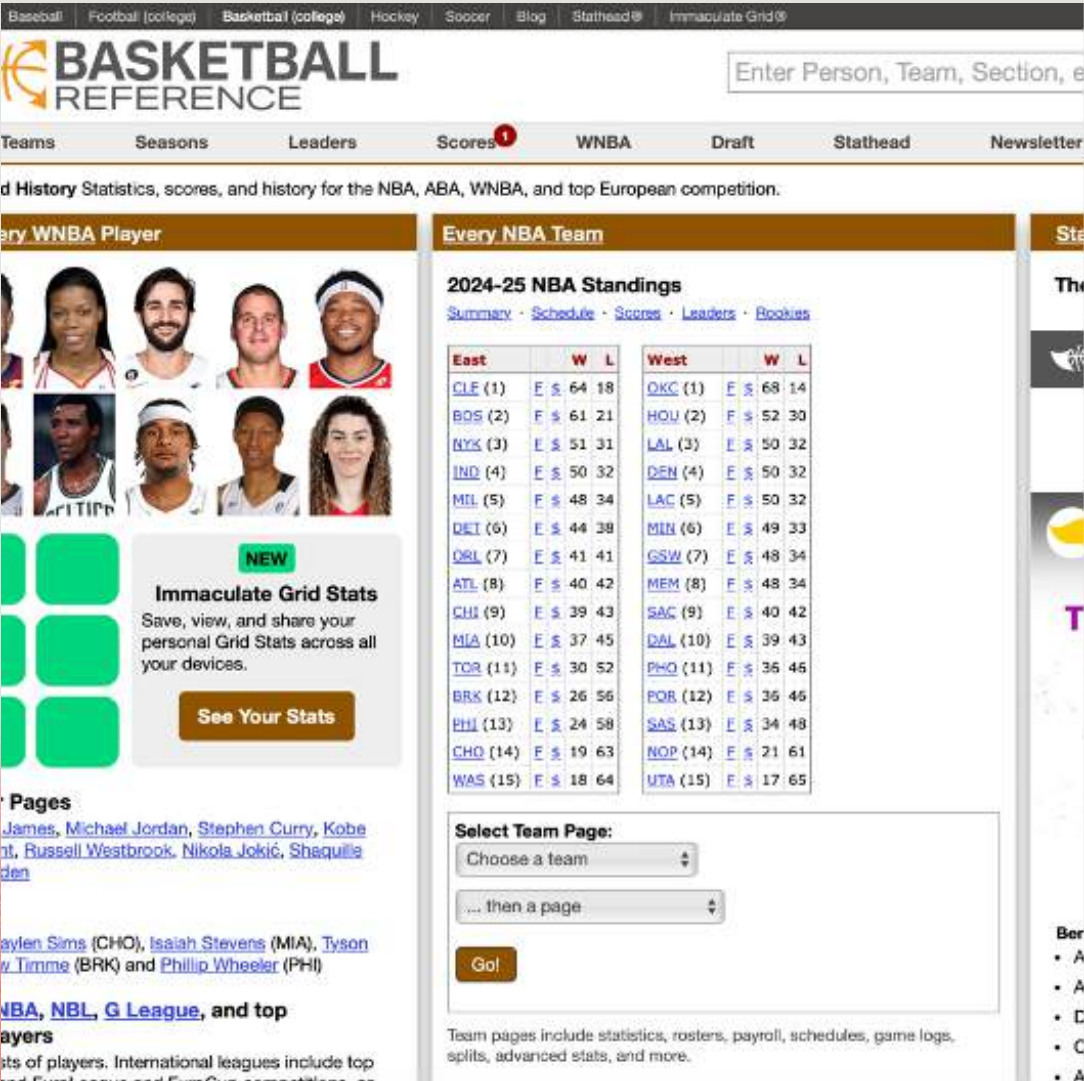 Baseball Football (college) Basketball (college) Hockey Soccer Blog Stathead® Immaculate Grid®
BASKETBALL
REFERENCE
Enter Person, Team, Section, e
Teams Seasons Leaders Scores 1 WNBA Draft Stathead Newsletter
d History Statistics, scores, and history for the NBA, ABA, WNBA, and top European competition.
ery WNBA Player
CELTICS
NEW
Immaculate Grid Stats
Save, view, and share your
personal Grid Stats across all
your devices.
See Your Stats
r Pages
James, Michael Jordan, Stephen Curry, Kobe
nt, Russell Westbrook, Nikola Jokić, Shaquille
den
aylen Sims (CHO), Isaiah Stevens (MIA), Tyson
w Timme (BRK) and Phillip Wheeler (PHI)
NBA, NBL, G League, and top
ayers
sts of players. International leagues include top
Every NBA Team
2024-25 NBA Standings
Summary · Schedule · Scores · Leaders · Rookies
East W L
CLE (1) F S 64 18
BOS (2) F S 61 21
NYK (3) F S 51 31
IND (4) F S 50 32
MIL (5) F S 48 34
DET (6) F S 44 38
ORL (7) F S 41 41
ATL (8) F S 40 42
CHI (9) F S 39 43
MIA (10) F S 37 45
TOR (11) F S 30 52
BRK (12) F S 26 56
PHI (13) F S 24 58
CHO (14) F S 19 63
WAS (15) F S 18 64
West W L
OKC (1) F S 68 14
HOU (2) F S 52 30
LAL (3) F S 50 32
DEN (4) F S 50 32
LAC (5) F S 50 32
MIN (6) F S 49 33
GSW (7) F S 48 34
MEM (8) F S 48 34
SAC (9) F S 40 42
DAL (10) F S 39 43
PHO (11) F S 36 46
POR (12) F S 36 46
SAS (13) F S 34 48
NOP (14) F S 21 61
UTA (15) F S 17 65
Select Team Page:
Choose a team
... then a page
Go!
Team pages include statistics, rosters, payroll, schedules, game logs,
splits, advanced stats, and more.
Sta
The
T
Ber
• A
• A
• D
• C
• A